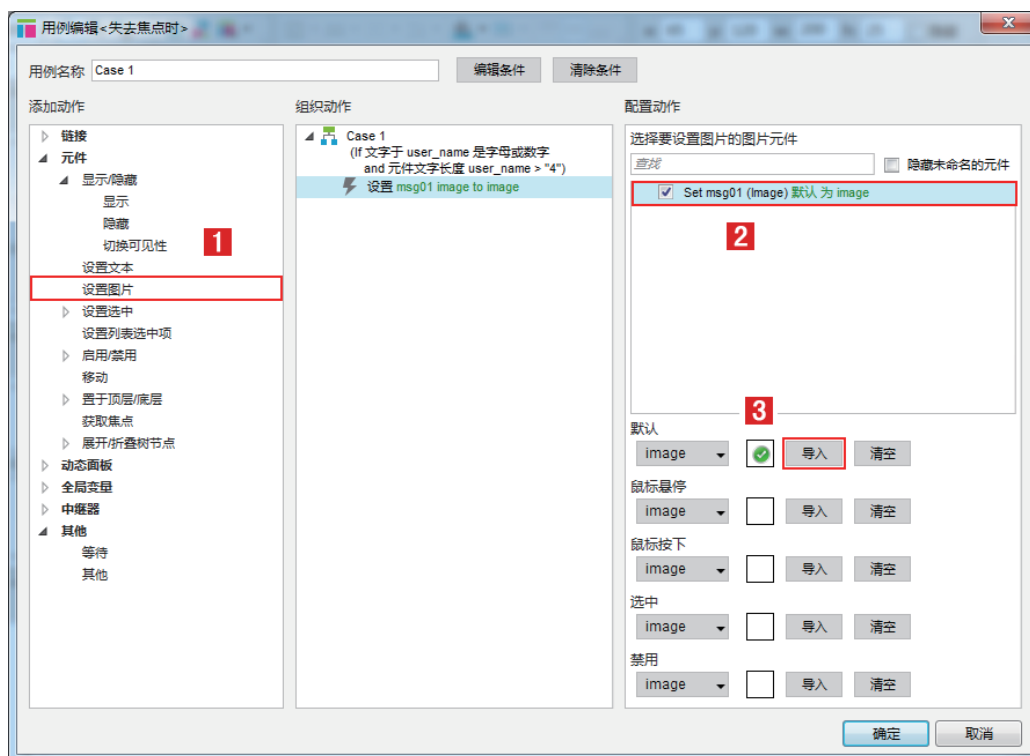 用例编辑<失去焦点时>
用例名称 Case 1 编辑条件 清除条件
添加动作
链接
元件
显示/隐藏
显示
隐藏
切换可见性
1
设置文本
设置图片
设置选中
设置列表选中项
启用/禁用
移动
置于顶层/底层
获取焦点
展开/折叠树节点
动态面板
全局变量
中继器
其他
等待
其他
组织动作
Case 1
(If 文字于 user_name 是字母或数字
and 元件文字长度 user_name > "4")
设置 msg01 image to image
配置动作
选择要设置图片的图片元件
查找 隐藏未命名的元件
Set msg01 (Image) 默认 为 image
2
3
默认
image 导入 清空
鼠标悬停
image 导入 清空
鼠标按下
image 导入 清空
选中
image 导入 清空
禁用
image 导入 清空
确定 取消